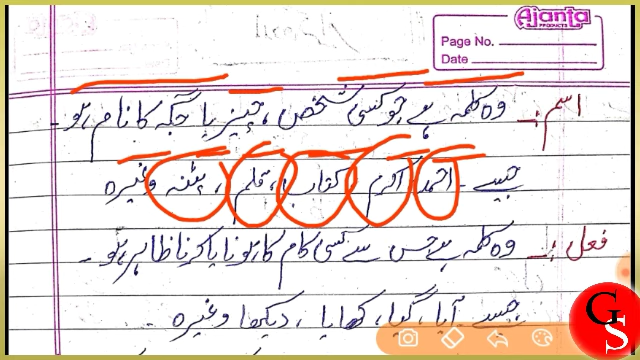 Ajanta
PRODUCTS
Page No.
Date
اسم :۔ وہ کلمہ ہے جو کسی شخص، چیز یا جگہ کا نام ہو۔
جیسے ۔ احمد، اکرم، کتاب، قلم، پٹنہ وغیرہ
فعل :۔ وہ کلمہ ہے جس سے کسی کام کا ہونا یا کرنا ظاہر ہو۔
جیسے آیا، گیا، کھایا، دیکھا وغیرہ
GS